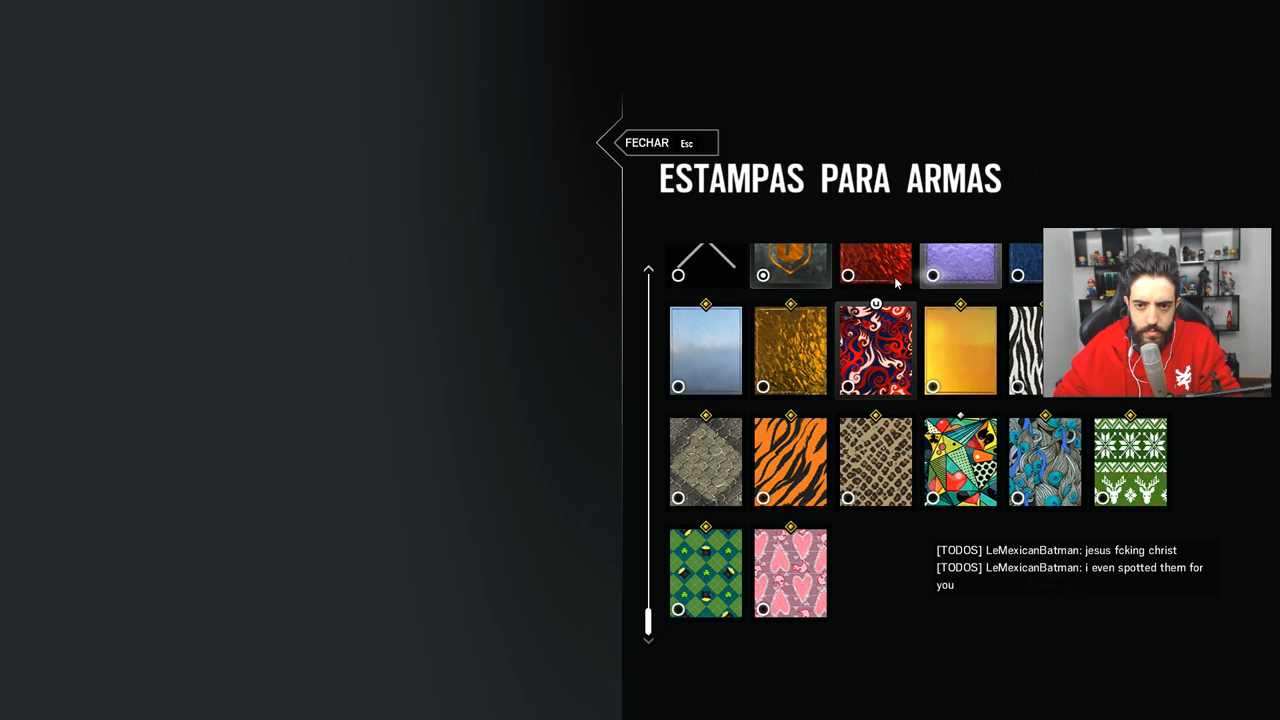 FECHAR Esc
ESTAMPAS PARA ARMAS
[TODOS] LeMexicanBatman: jesus fcking christ
[TODOS] LeMexicanBatman: i even spotted them for
you